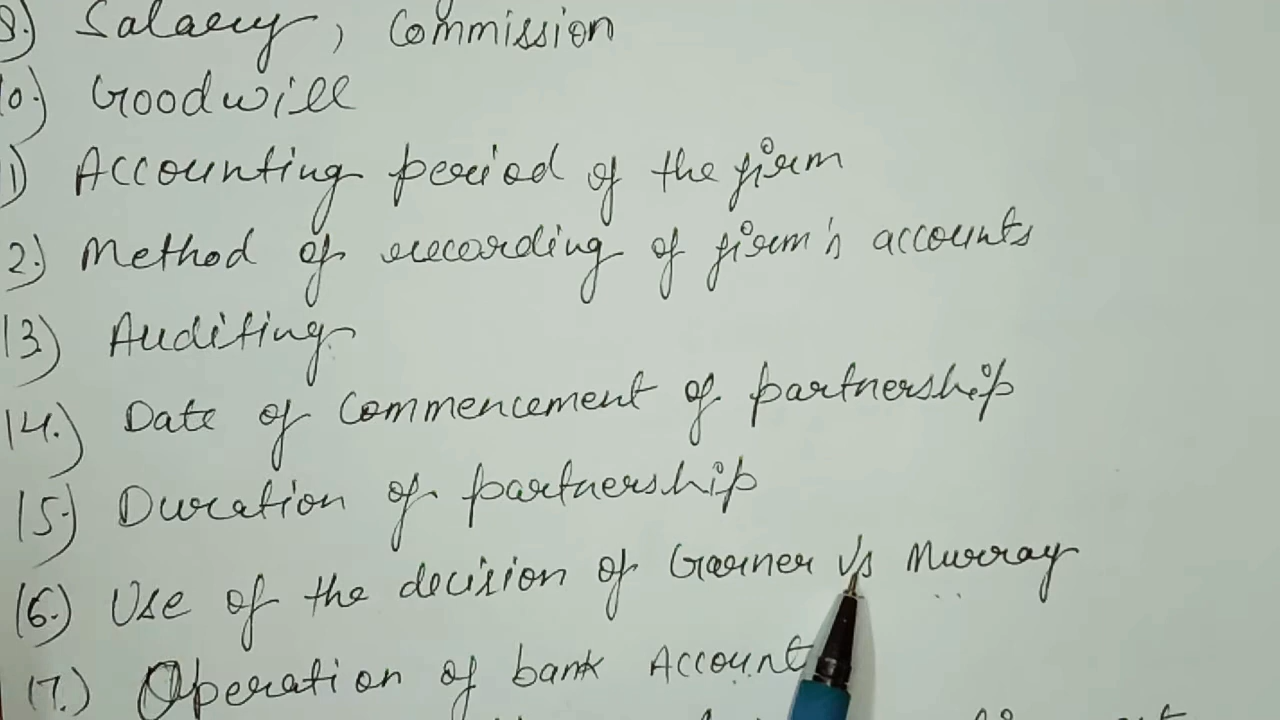 9.) Salary, Commission
10.) Goodwill
1) Accounting period of the firm
2.) Method of recording of firm's accounts
13.) Auditing
14.) Date of Commencement of partnership
15.) Duration of partnership
16.) Use of the decision of Garner Vs Murray
17.) Operation of bank Account